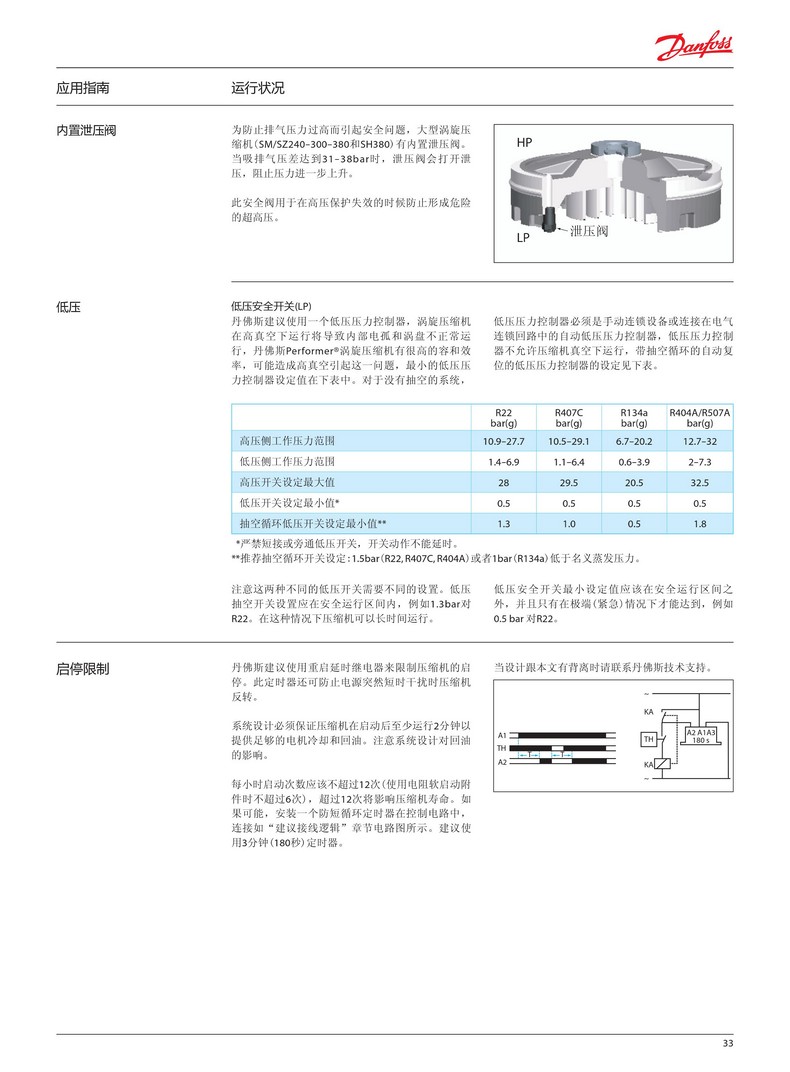 Danfoss
应用指南
运行状况
内置泄压阀
为防止排气压力过高而引起安全问题，大型涡旋压
缩机(SM/SZ240-300-380和SH380)有内置泄压阀。
当吸排气压差达到31-38bar时，泄压阀会打开泄
压，阻止压力进一步上升。
此安全阀用于在高压保护失效的时候防止形成危险
的超高压。
HP
LP
泄压阀
低压
低压安全开关(LP)
丹佛斯建议使用一个低压压力控制器，涡旋压缩机
在高真空下运行将导致内部电弧和涡盘不正常运
行，丹佛斯Performer®涡旋压缩机有很高的容和效
率，可能造成高真空引起这一问题，最小的低压压
力控制器设定值在下表中。对于没有抽空的系统，
低压压力控制器必须是手动连锁设备或连接在电气
连锁回路中的自动低压压力控制器，低压压力控制
器不允许压缩机真空下运行，带抽空循环的自动复
位的低压压力控制器的设定见下表。
R22 bar(g) R407C bar(g) R134a bar(g) R404A/R507A bar(g)
高压侧工作压力范围 10.9–27.7 10.5–29.1 6.7–20.2 12.7–32
低压侧工作压力范围 1.4–6.9 1.1–6.4 0.6–3.9 2–7.3
高压开关设定最大值 28 29.5 20.5 32.5
低压开关设定最小值* 0.5 0.5 0.5 0.5
抽空循环低压开关设定最小值** 1.3 1.0 0.5 1.8
*严禁短接或旁通低压开关，开关动作不能延时。
**推荐抽空循环开关设定:1.5bar(R22, R407C, R404A)或者1bar(R134a)低于名义蒸发压力。
注意这两种不同的低压开关需要不同的设置。低压
抽空开关设置应在安全运行区间内，例如1.3bar对
R22。在这种情况下压缩机可以长时间运行。
低压安全开关最小设定值应该在安全运行区间之
外，并且只有在极端(紧急)情况下才能达到，例如
0.5 bar 对R22。
启停限制
丹佛斯建议使用重启延时继电器来限制压缩机的启
停。此定时器还可防止电源突然短时干扰时压缩机
反转。
系统设计必须保证压缩机在启动后至少运行2分钟以
提供足够的电机冷却和回油。注意系统设计对回油
的影响。
每小时启动次数应该不超过12次(使用电阻软启动附
件时不超过6次)，超过12次将影响压缩机寿命。如
果可能，安装一个防短循环定时器在控制电路中，
连接如“建议接线逻辑”章节电路图所示。建议使
用3分钟(180秒)定时器。
当设计跟本文有背离时请联系丹佛斯技术支持。
A1
TH
T T
A2
~
KA
TH
A2 A1A3
180 s
KA
~
33